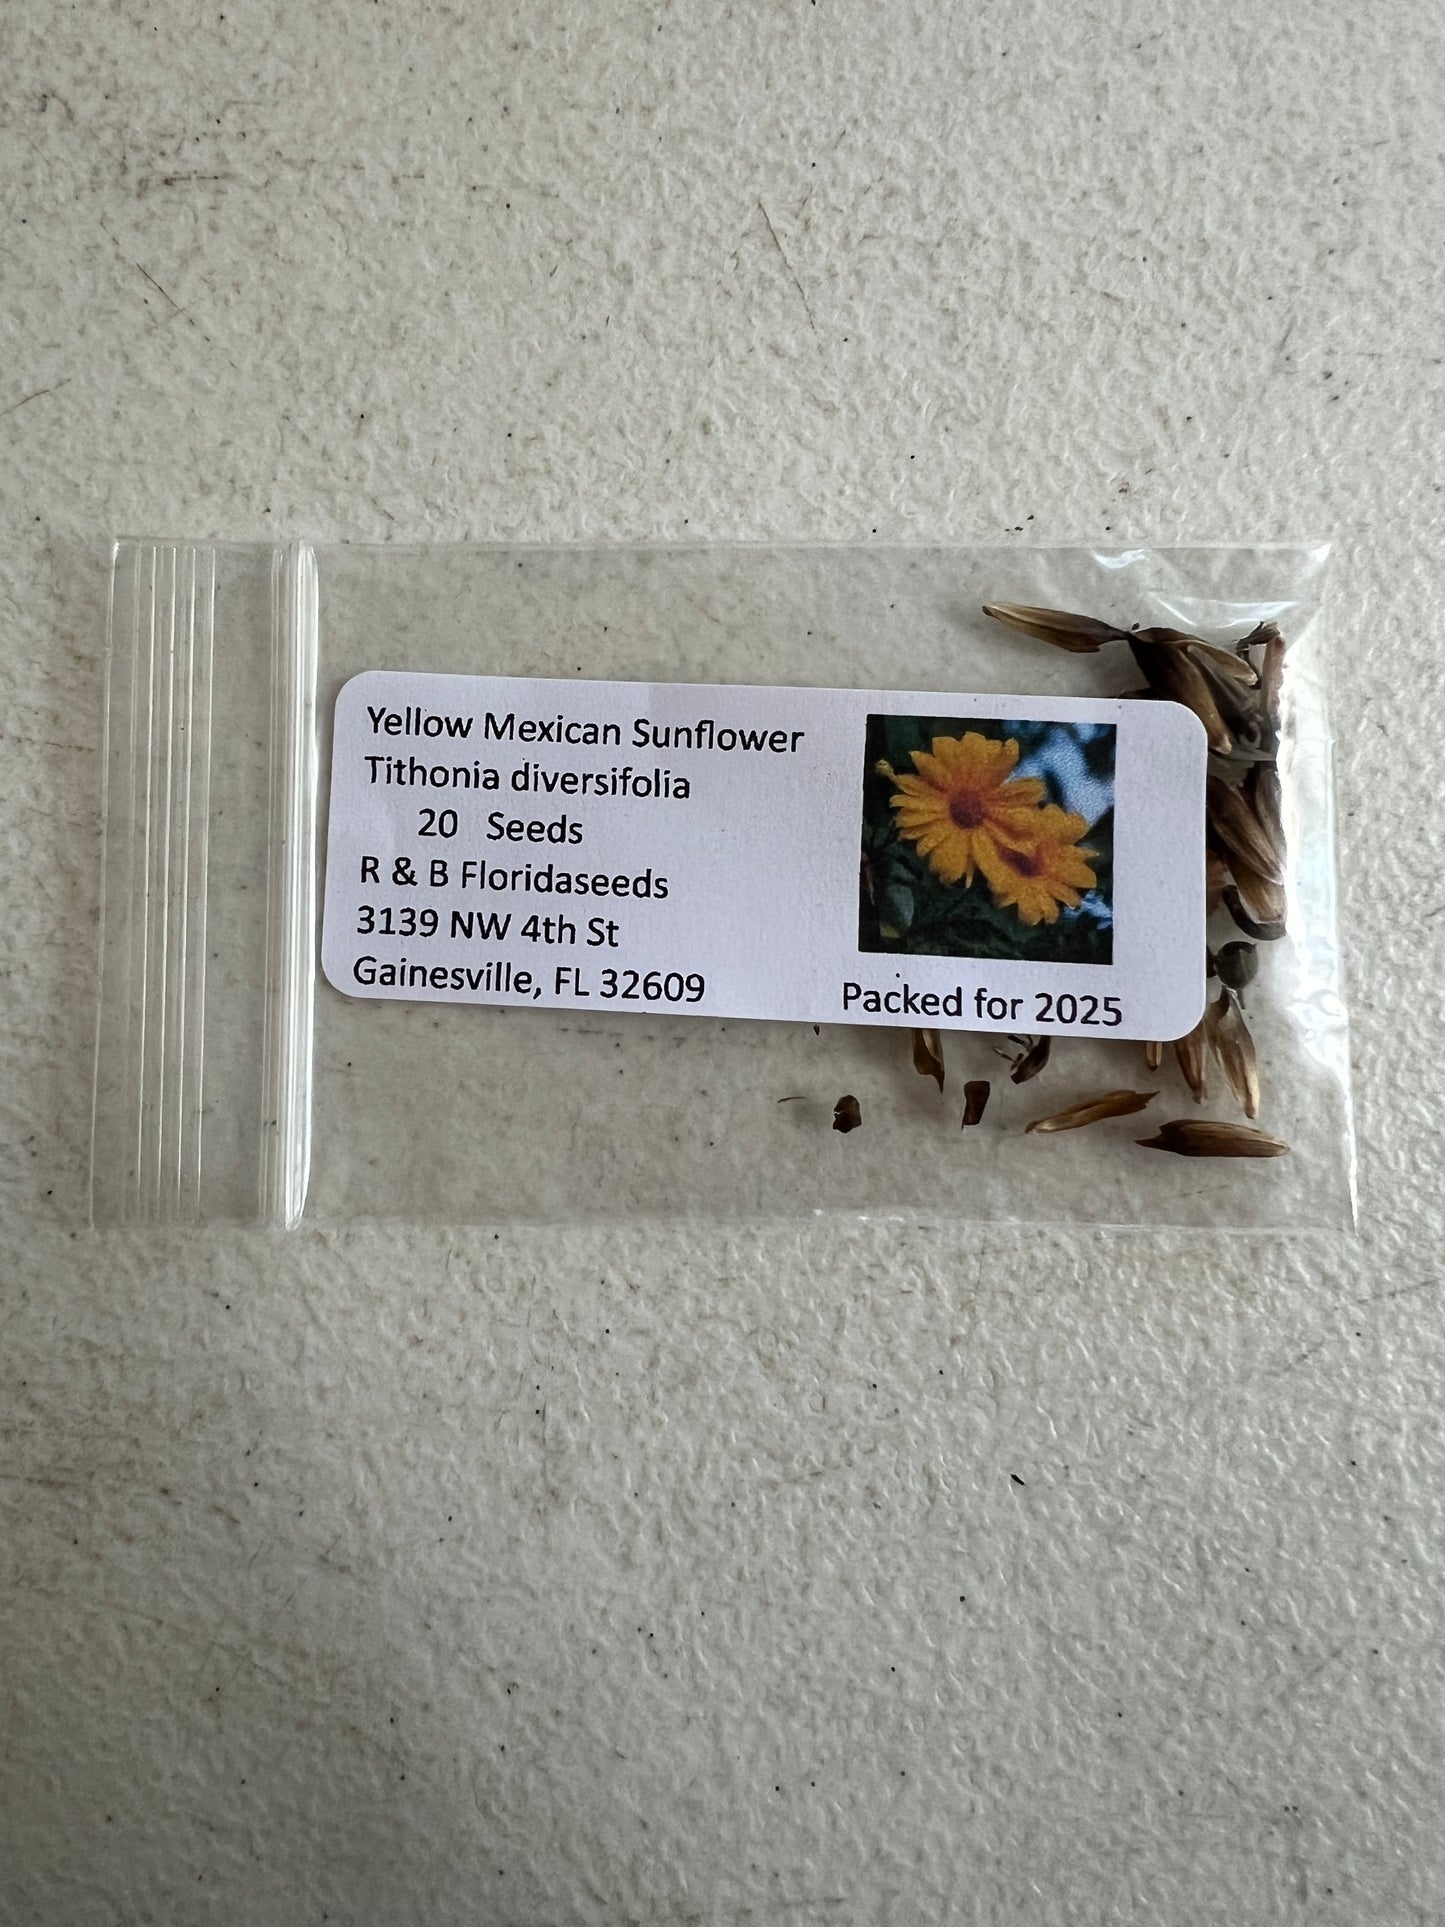 Yellow Mexican Sunflower
Tithonia diversifolia
20 Seeds
R & B Floridaseeds
3139 NW 4th St
Gainesville, FL 32609
Packed for 2025